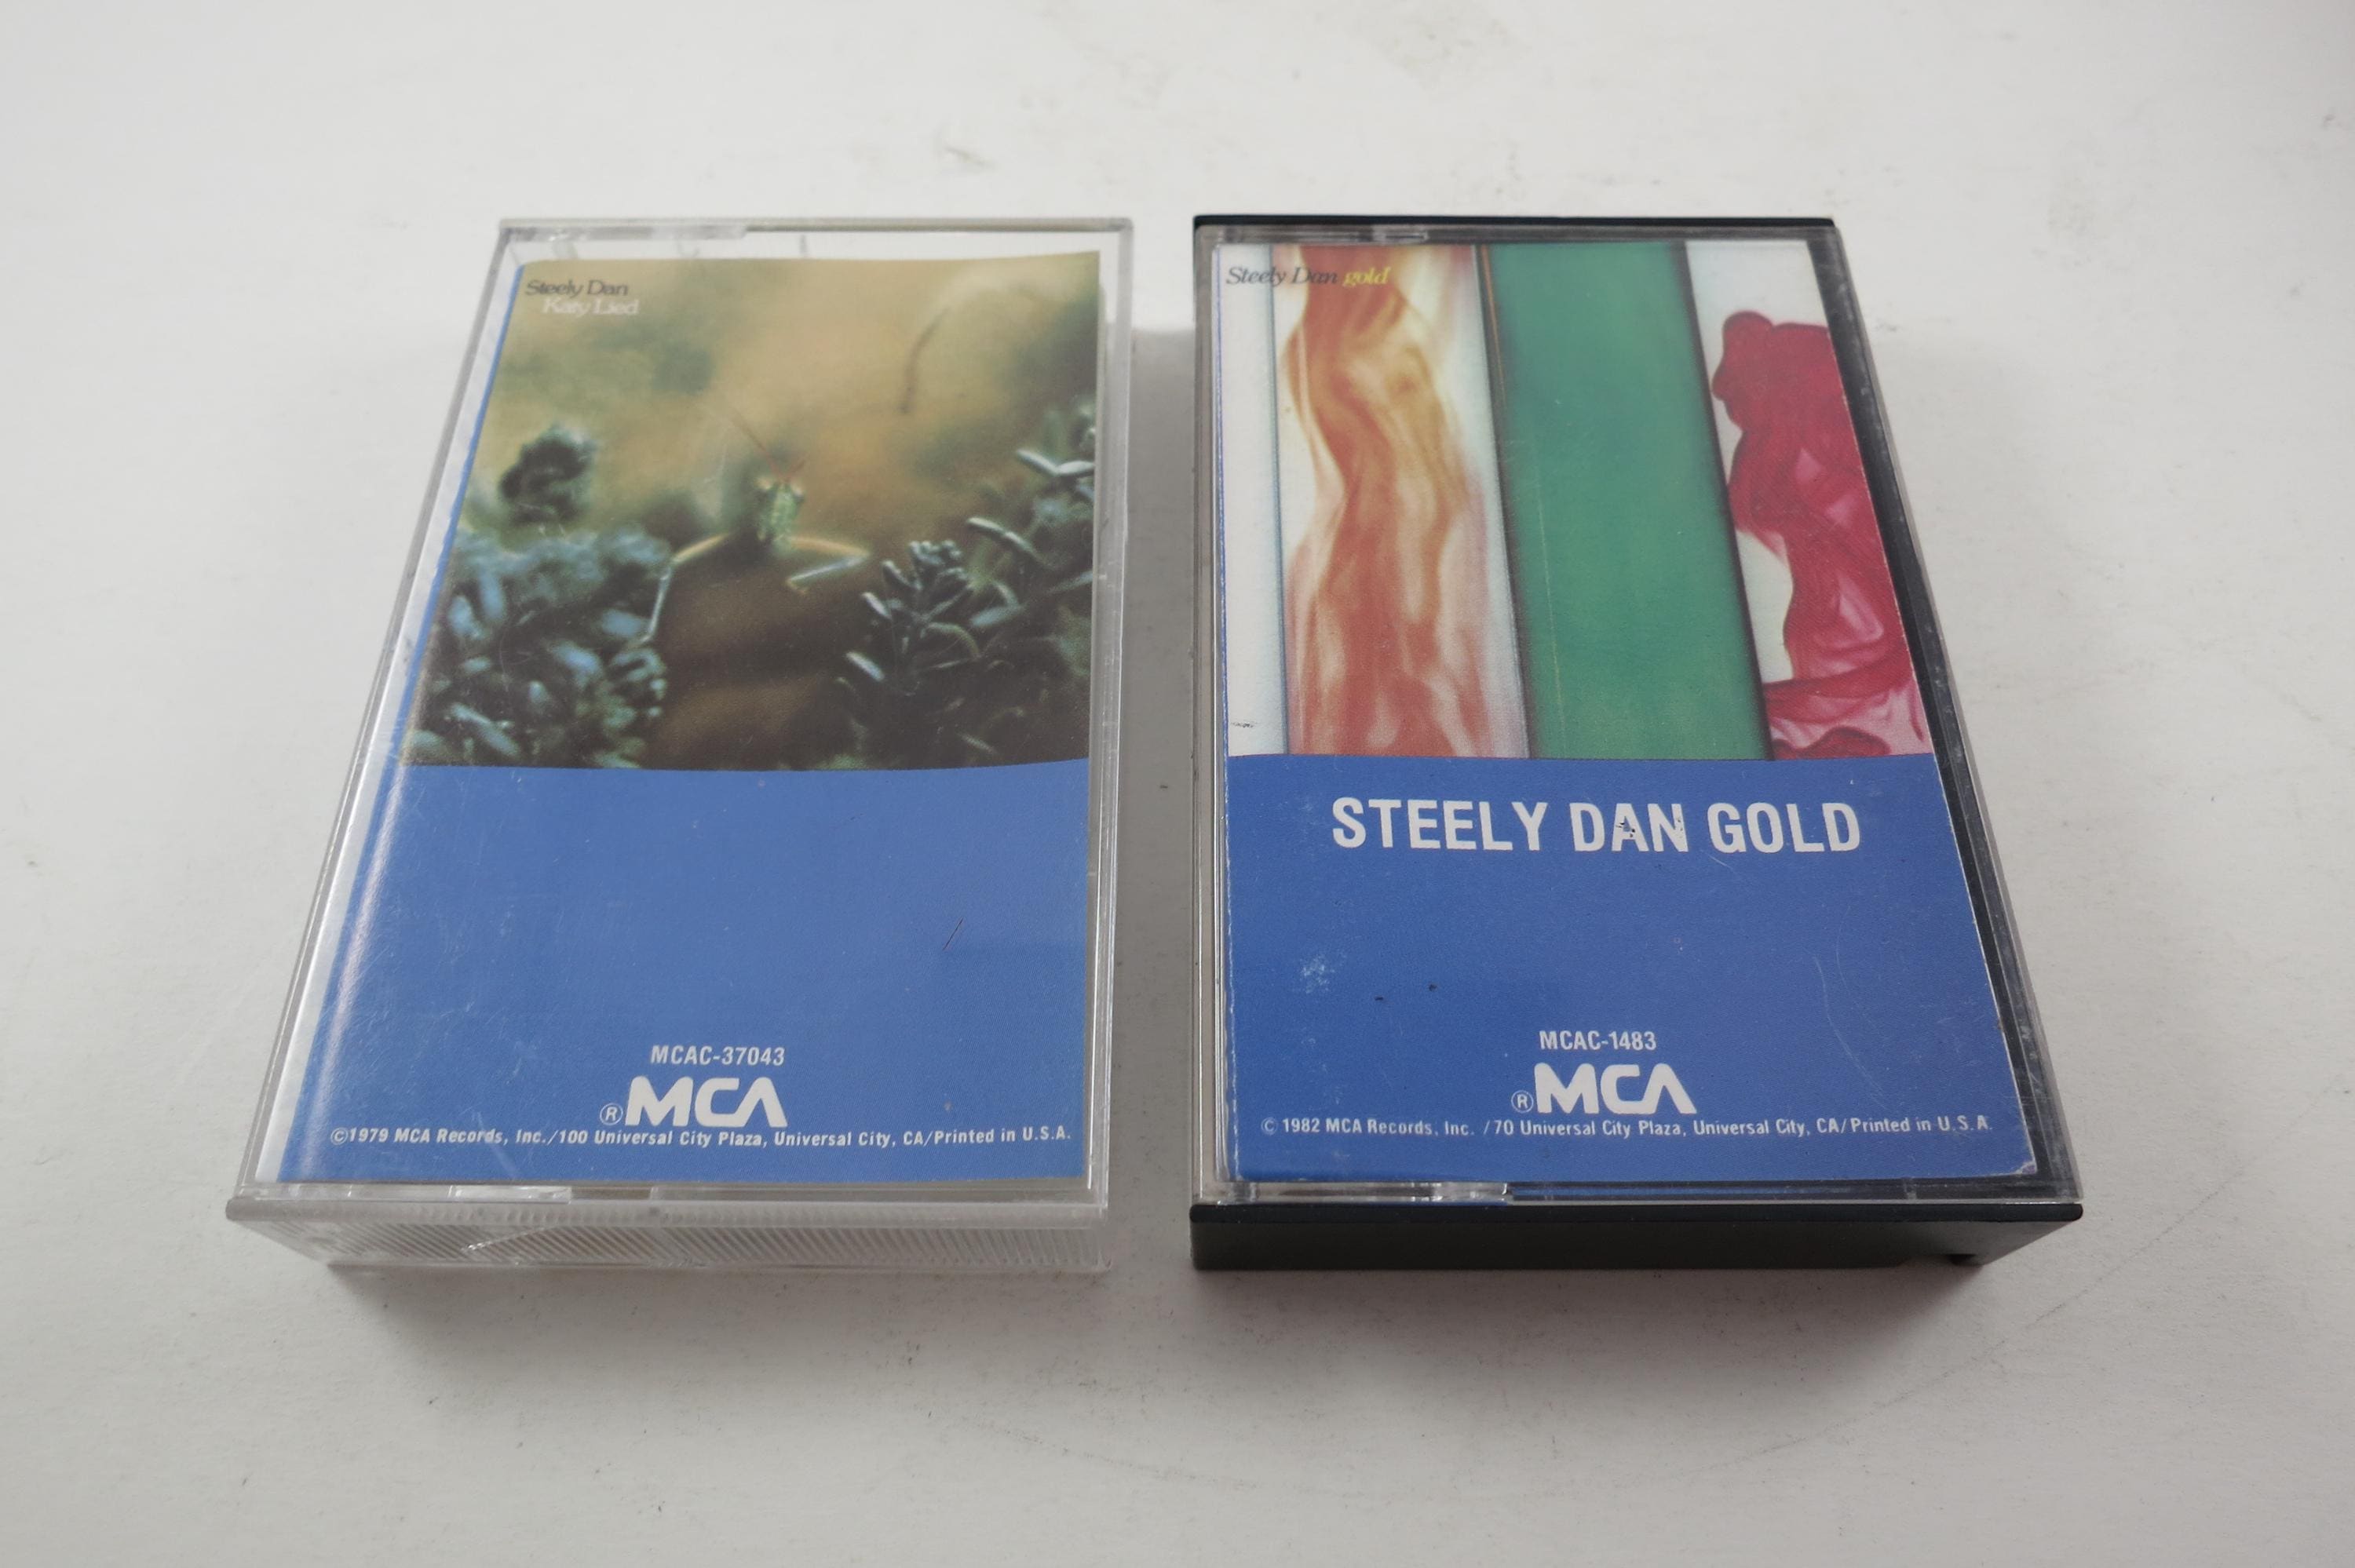 Steely Dan
Katy Lied
MCAC-37043
®MCA
©1979 MCA Records, Inc./100 Universal City Plaza, Universal City, CA/Printed in U.S.A.
Steely Dan gold
STEELY DAN GOLD
MCAC-1483
®MCA
© 1982 MCA Records, Inc. /70 Universal City Plaza, Universal City, CA/Printed in U.S.A.